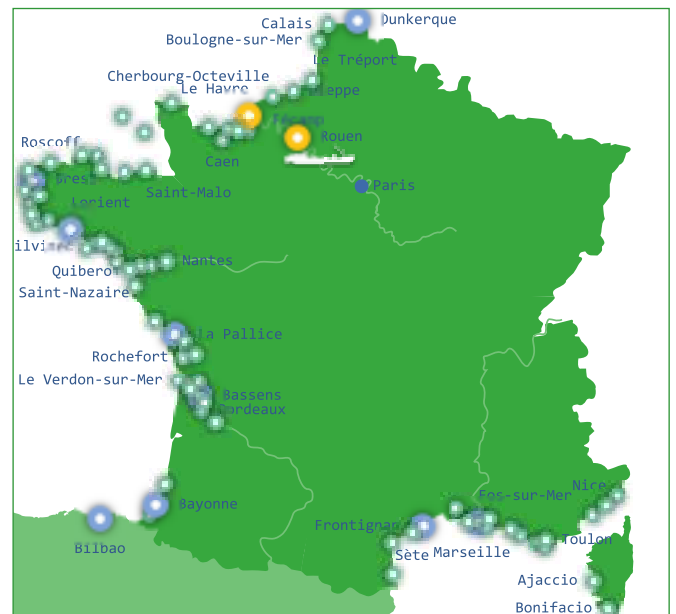 Calais
Dunkerque
Boulogne-sur-Mer
Le Tréport
Cherbourg-Octeville
Le Havre
Dieppe
Fécamp
Rouen
Roscoff
Caen
Brest
Paris
Saint-Malo
Lorient
Nantes
Quiberon
Saint-Nazaire
La Pallice
Rochefort
Le Verdon-sur-Mer
Bassens
Bordeaux
Nice
Fos-sur-Mer
Bayonne
Frontignan
Toulon
Bilbao
Sète
Marseille
Ajaccio
Bonifacio